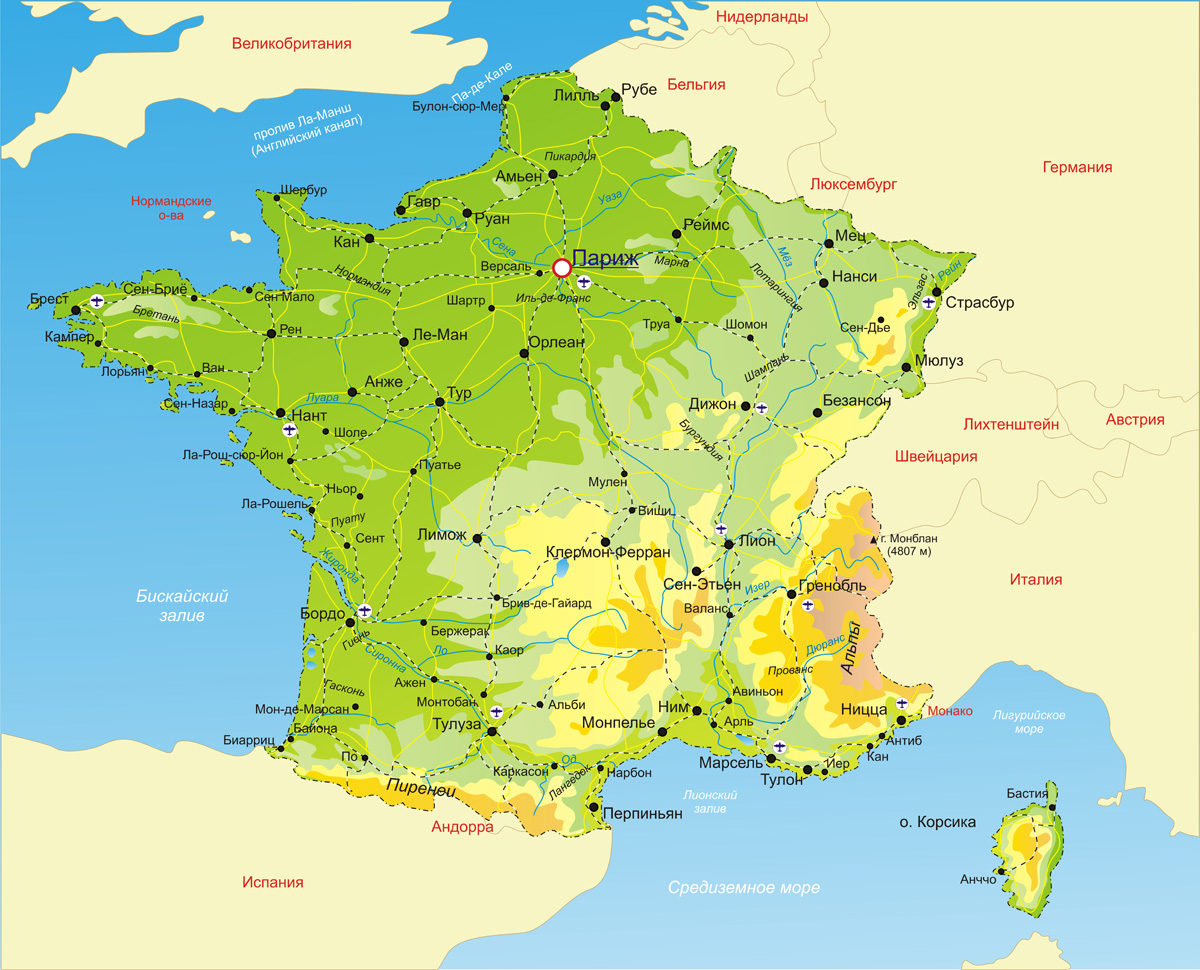 Нидерланды
Великобритания
Бельгия
Па-де-Кале
Лилль
Рубе
Булон-сюр-Мер
пролив Ла-Манш
(Английский канал)
Пикардия
Германия
Амьен
Люксембург
Шербур
Уаза
Нормандские
о-ва
Гавр
Руан
Реймс
Кан
Сена
Мец
Париж
Версаль
Марна
Мёз
Нормандия
Лотарингия
Нанси
Рейн
Эльзас
Брест
Сен-Бриё
Сен Мало
Шартр
Иль-де-Франс
Страсбур
Бретань
Кампер
Рен
Ле-Ман
Орлеан
Труа
Шомон
Сен-Дье
Лорьян
Ван
Шампань
Мюлуз
Анже
Тур
Сен-Назар
Луара
Нант
Дижон
Безансон
Шоле
Бургундия
Лихтенштейн
Австрия
Ла-Рош-сюр-Йон
Пуатье
Швейцария
Ньор
Мулен
Ла-Рошель
Пуату
Виши
Сент
Лимож
Клермон-Ферран
Лион
г. Монблан
(4807 м)
Жиронда
Сен-Этьен
Изер
Гренобль
Италия
Бискайский
залив
Брив-де-Гайард
Валанс
Бордо
Гиень
Бержерак
Ло
Каор
Дюранс
Альпы
Сиронна
Ажен
Прованс
Гасконь
Монтобан
Альби
Авиньон
Мон-де-Марсан
Ним
Арль
Ницца
Монако
Лигурийское
море
Байона
Тулуза
Монпелье
Биарриц
Антиб
Кан
По
Каркасон
Од
Нарбон
Марсель
Иер
Тулон
Пиренеи
Лангедок
Лионский
залив
Бастия
Перпиньян
Андорра
о. Корсика
Испания
Средиземное море
Анччо